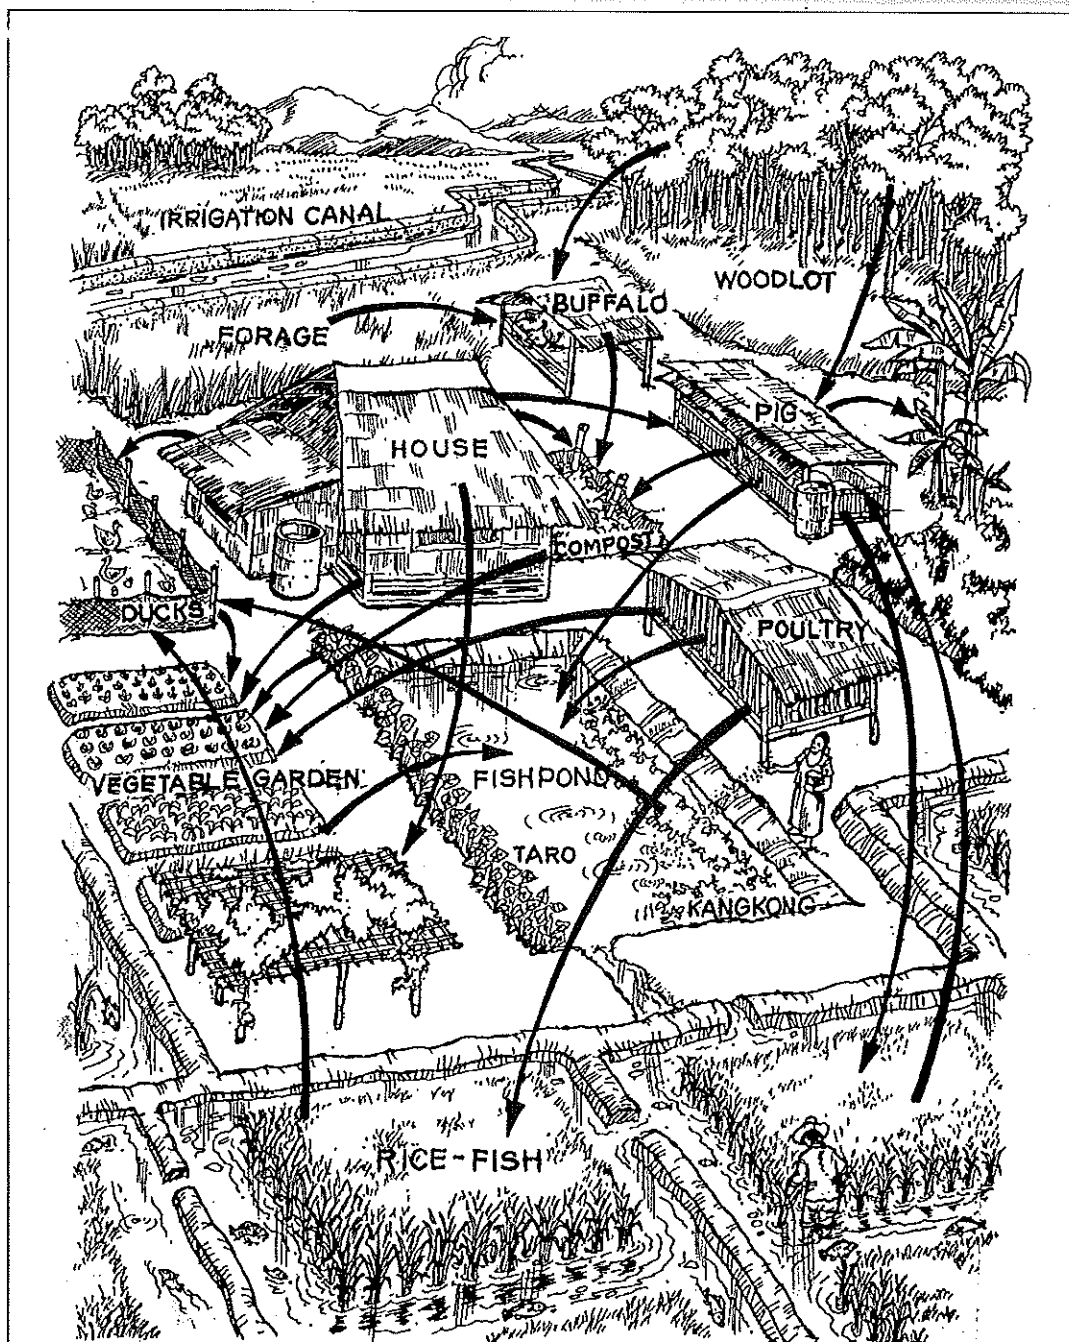 IRRIGATION CANAL
WOODLOT
BUFFALO
FORAGE
PIG
HOUSE
COMPOST
DUCKS
POULTRY
VEGETABLE GARDEN
FISHPOND
TARO
KANGKONG
RICE-FISH